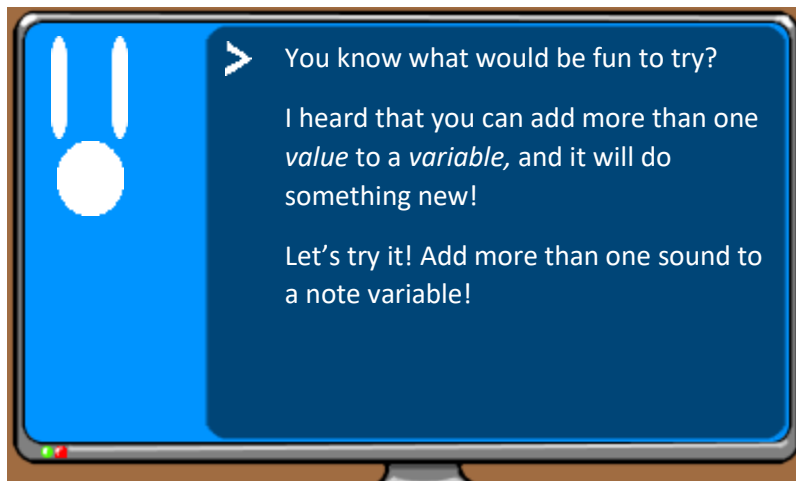 > You know what would be fun to try?
I heard that you can add more than one
value to a variable, and it will do
something new!
Let’s try it! Add more than one sound to
a note variable!